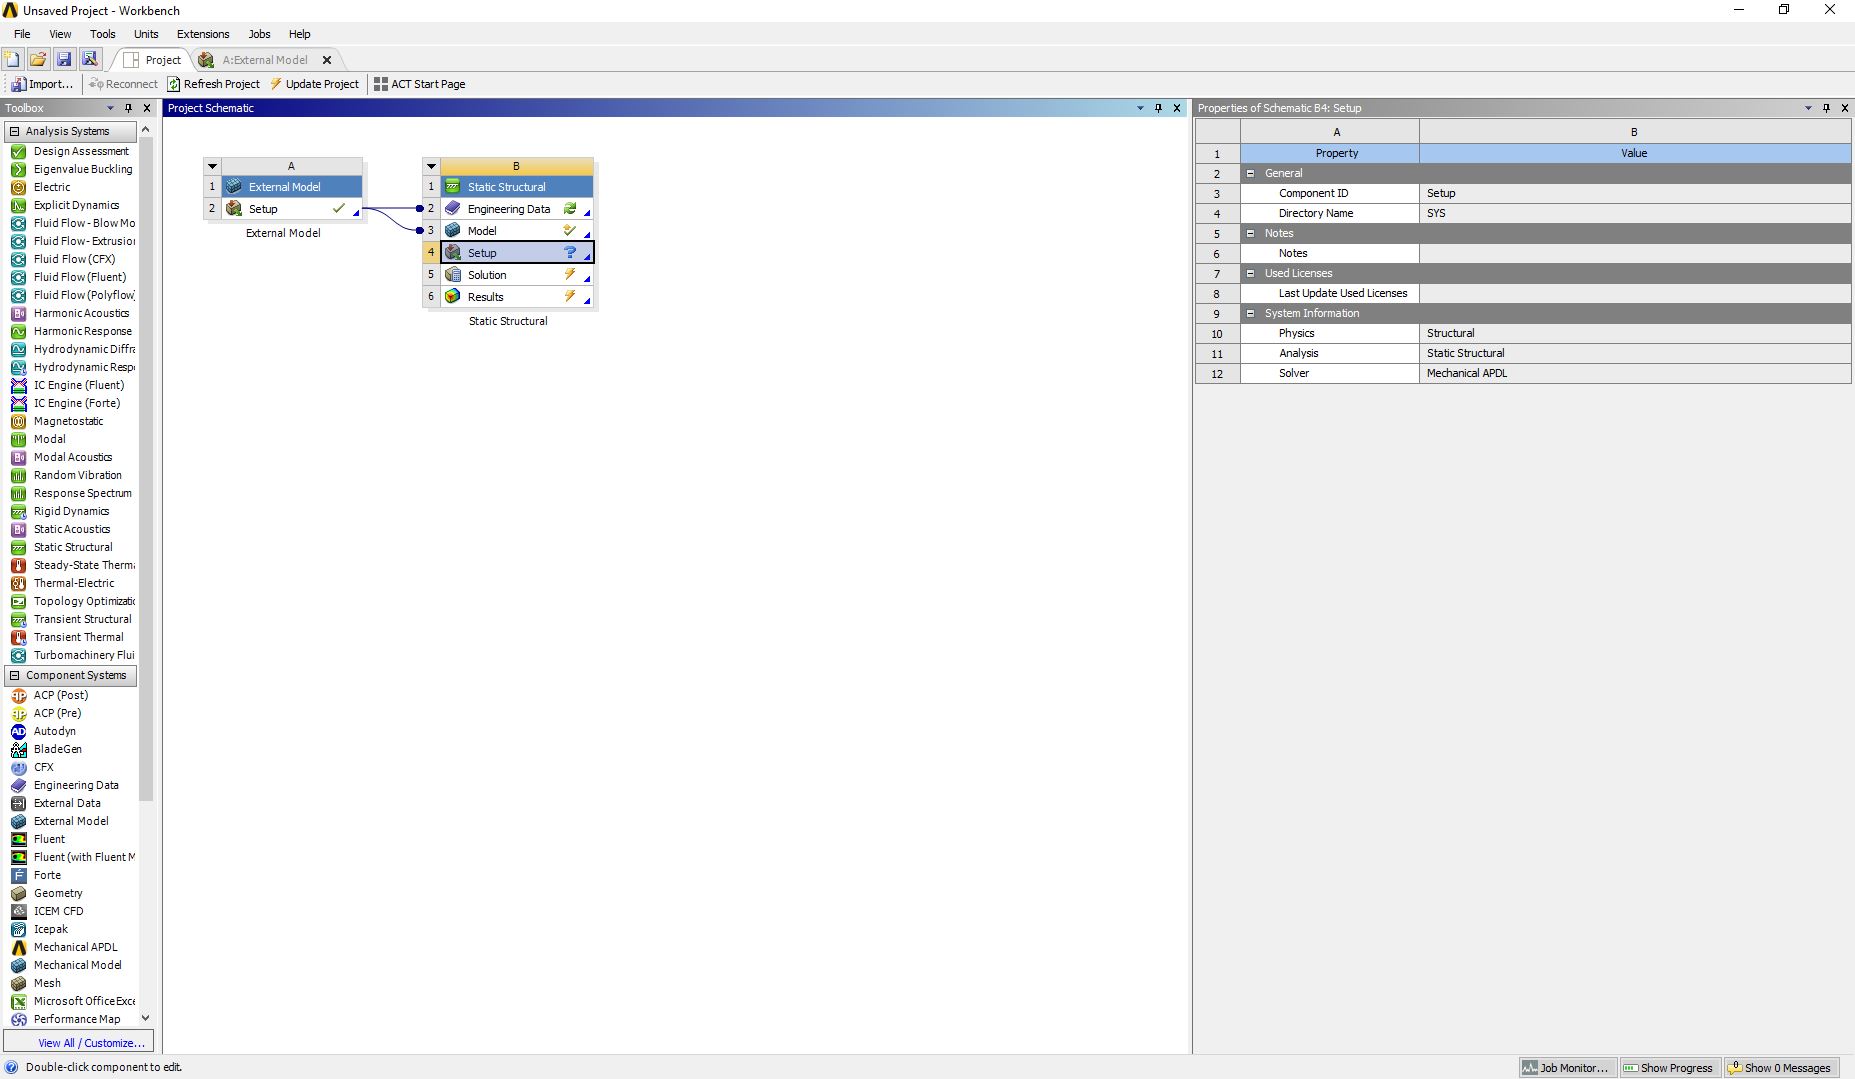 Unsaved Project - Workbench
File View Tools Units Extensions Jobs Help
Project A:External Model
Import... Reconnect Refresh Project Update Project ACT Start Page
Toolbox
Analysis Systems
Design Assessment
Eigenvalue Buckling
Electric
Explicit Dynamics
Fluid Flow - Blow Mo
Fluid Flow- Extrusion
Fluid Flow (CFX)
Fluid Flow (Fluent)
Fluid Flow (Polyflow)
Harmonic Acoustics
Harmonic Response
Hydrodynamic Diffra
Hydrodynamic Respo
IC Engine (Fluent)
IC Engine (Forte)
Magnetostatic
Modal
Modal Acoustics
Random Vibration
Response Spectrum
Rigid Dynamics
Static Acoustics
Static Structural
Steady-State Therma
Thermal-Electric
Topology Optimizatio
Transient Structural
Transient Thermal
Turbomachinery Flui
Component Systems
ACP (Post)
ACP (Pre)
Autodyn
BladeGen
CFX
Engineering Data
External Data
External Model
Fluent
Fluent (with Fluent M
Forte
Geometry
ICEM CFD
Icepak
Mechanical APDL
Mechanical Model
Mesh
Microsoft Office Exce
Performance Map
View All / Customize...
Project Schematic
A
1 External Model
2 Setup
External Model
B
1 Static Structural
2 Engineering Data
3 Model
4 Setup
5 Solution
6 Results
Static Structural
Properties of Schematic B4: Setup
A B
1 Property Value
2 General
3 Component ID Setup
4 Directory Name SYS
5 Notes
6 Notes
7 Used Licenses
8 Last Update Used Licenses
9 System Information
10 Physics Structural
11 Analysis Static Structural
12 Solver Mechanical APDL
Double-click component to edit.
Job Monitor... Show Progress Show 0 Messages